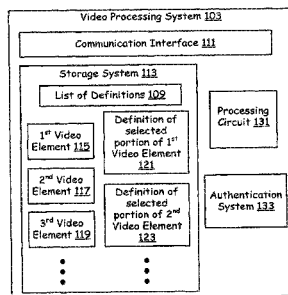 Video Processing System 103
Communication Interface 111
Storage System 113
List of Definitions 109
1st Video
Element 115
Definition of
selected
portion of 1st
Video Element
121
2nd Video
Element 117
Definition of
selected
portion of 2nd
Video Element
123
3rd Video
Element 119
Processing
Circuit 131
Authentication
System 133